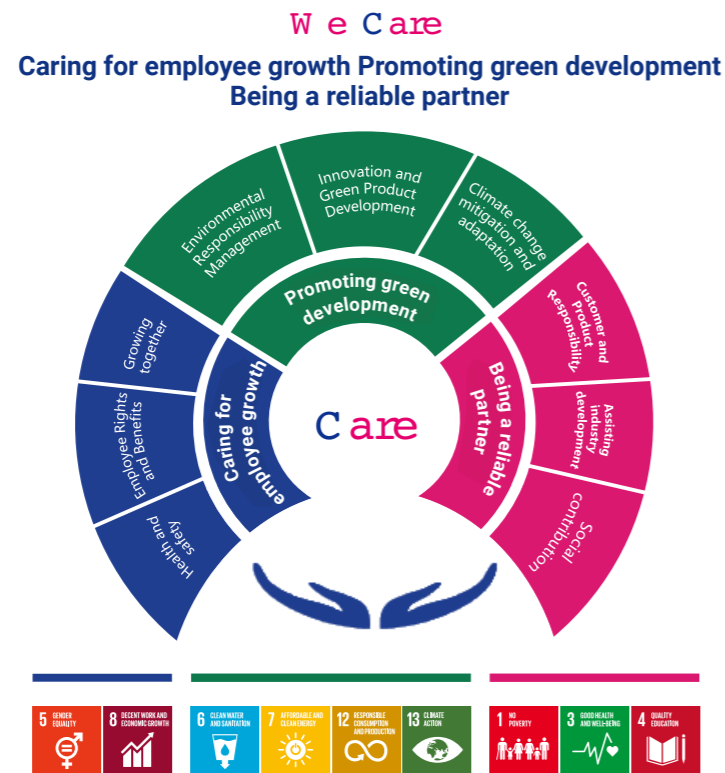 We Care
Caring for employee growth Promoting green development
Being a reliable partner
Environmental
Responsibility
Management
Innovation and
Green Product
Development
Climate change
mitigation and
adaptation
Promoting green
development
Growing
together
Employee Rights
and Benefits
Health and
safety
Caring for
employee growth
Care
Being a reliable
partner
Customer and
Product
Responsibility
Assisting
industry
development
Social
contribution
5 GENDER
EQUALITY
8 DECENT WORK AND
ECONOMIC GROWTH
6 CLEAN WATER
AND SANITATION
7 AFFORDABLE AND
CLEAN ENERGY
12 RESPONSIBLE
CONSUMPTION
AND PRODUCTION
13 CLIMATE
ACTION
1 NO
POVERTY
3 GOOD HEALTH
AND WELL-BEING
4 QUALITY
EDUCATION